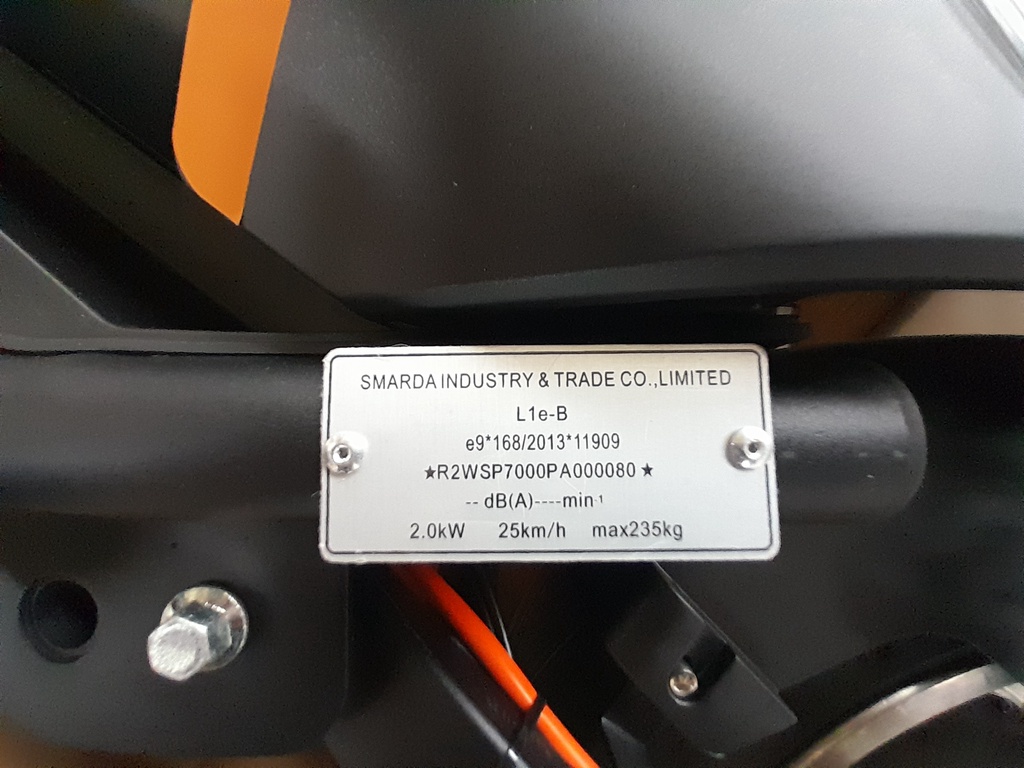 SMARDA INDUSTRY & TRADE CO.,LIMITED
L1e-B
e9*168/2013*11909
★R2WSP7000PA000080★
-- dB(A)----min-1
2.0kW 25km/h max235kg